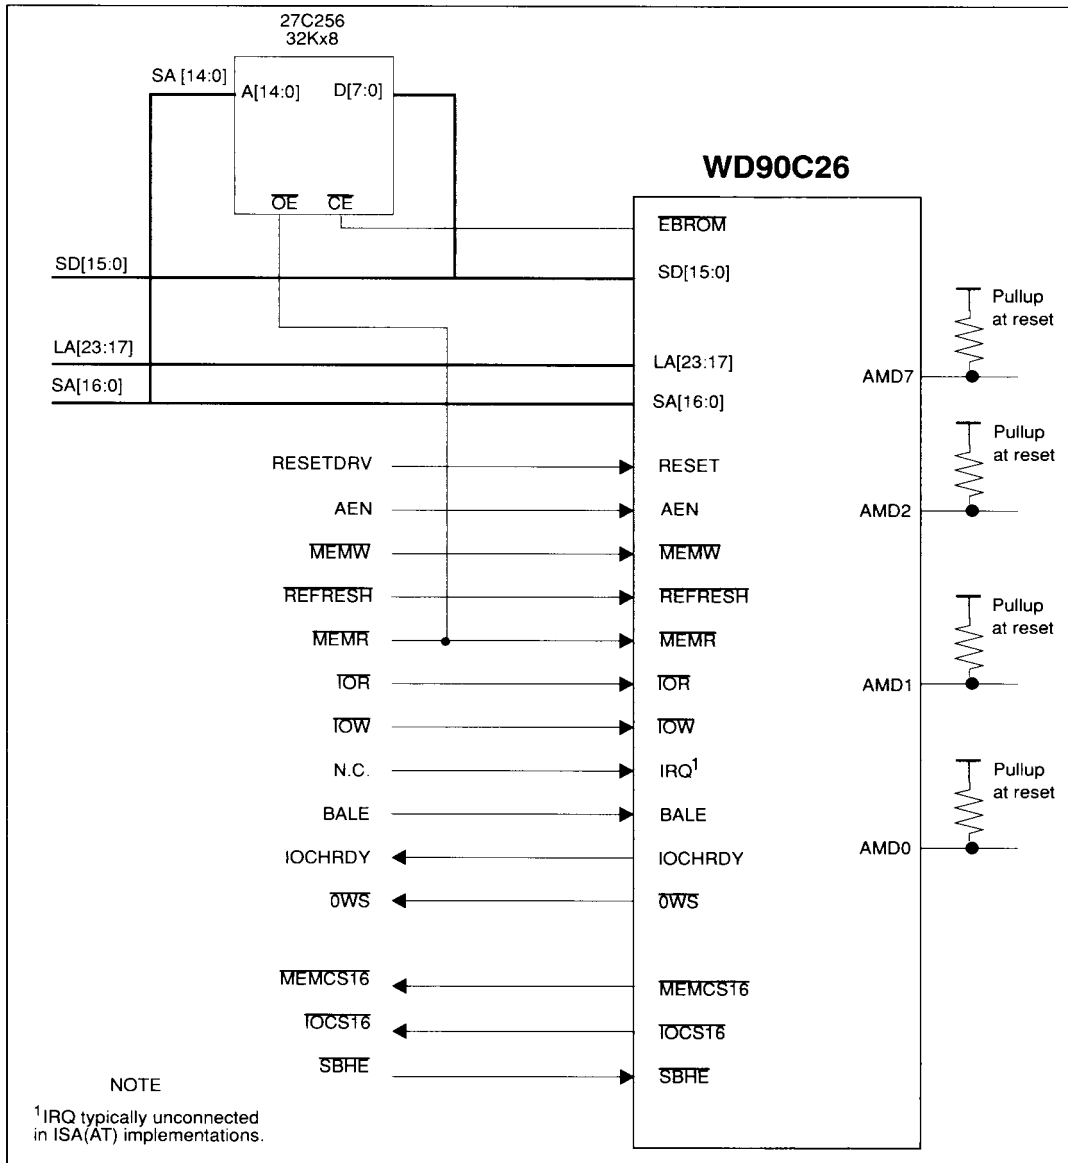 27C256
32Kx8
SA [14:0]
A[14:0] D[7:0]
OE CE
WD90C26
EBROM
SD[15:0] SD[15:0]
Pullup
at reset
LA[23:17] LA[23:17]
AMD7
SA[16:0] SA[16:0]
Pullup
at reset
RESETDRV RESET
AEN AEN AMD2
MEMW MEMW
REFRESH REFRESH
Pullup
at reset
MEMR MEMR
IOR IOR AMD1
IOW IOW
N.C. IRQ1
Pullup
at reset
BALE BALE
IOCHRDY IOCHRDY AMD0
0WS 0WS
MEMCS16 MEMCS16
IOCS16 IOCS16
SBHE SBHE
NOTE
1IRQ typically unconnected
in ISA(AT) implementations.